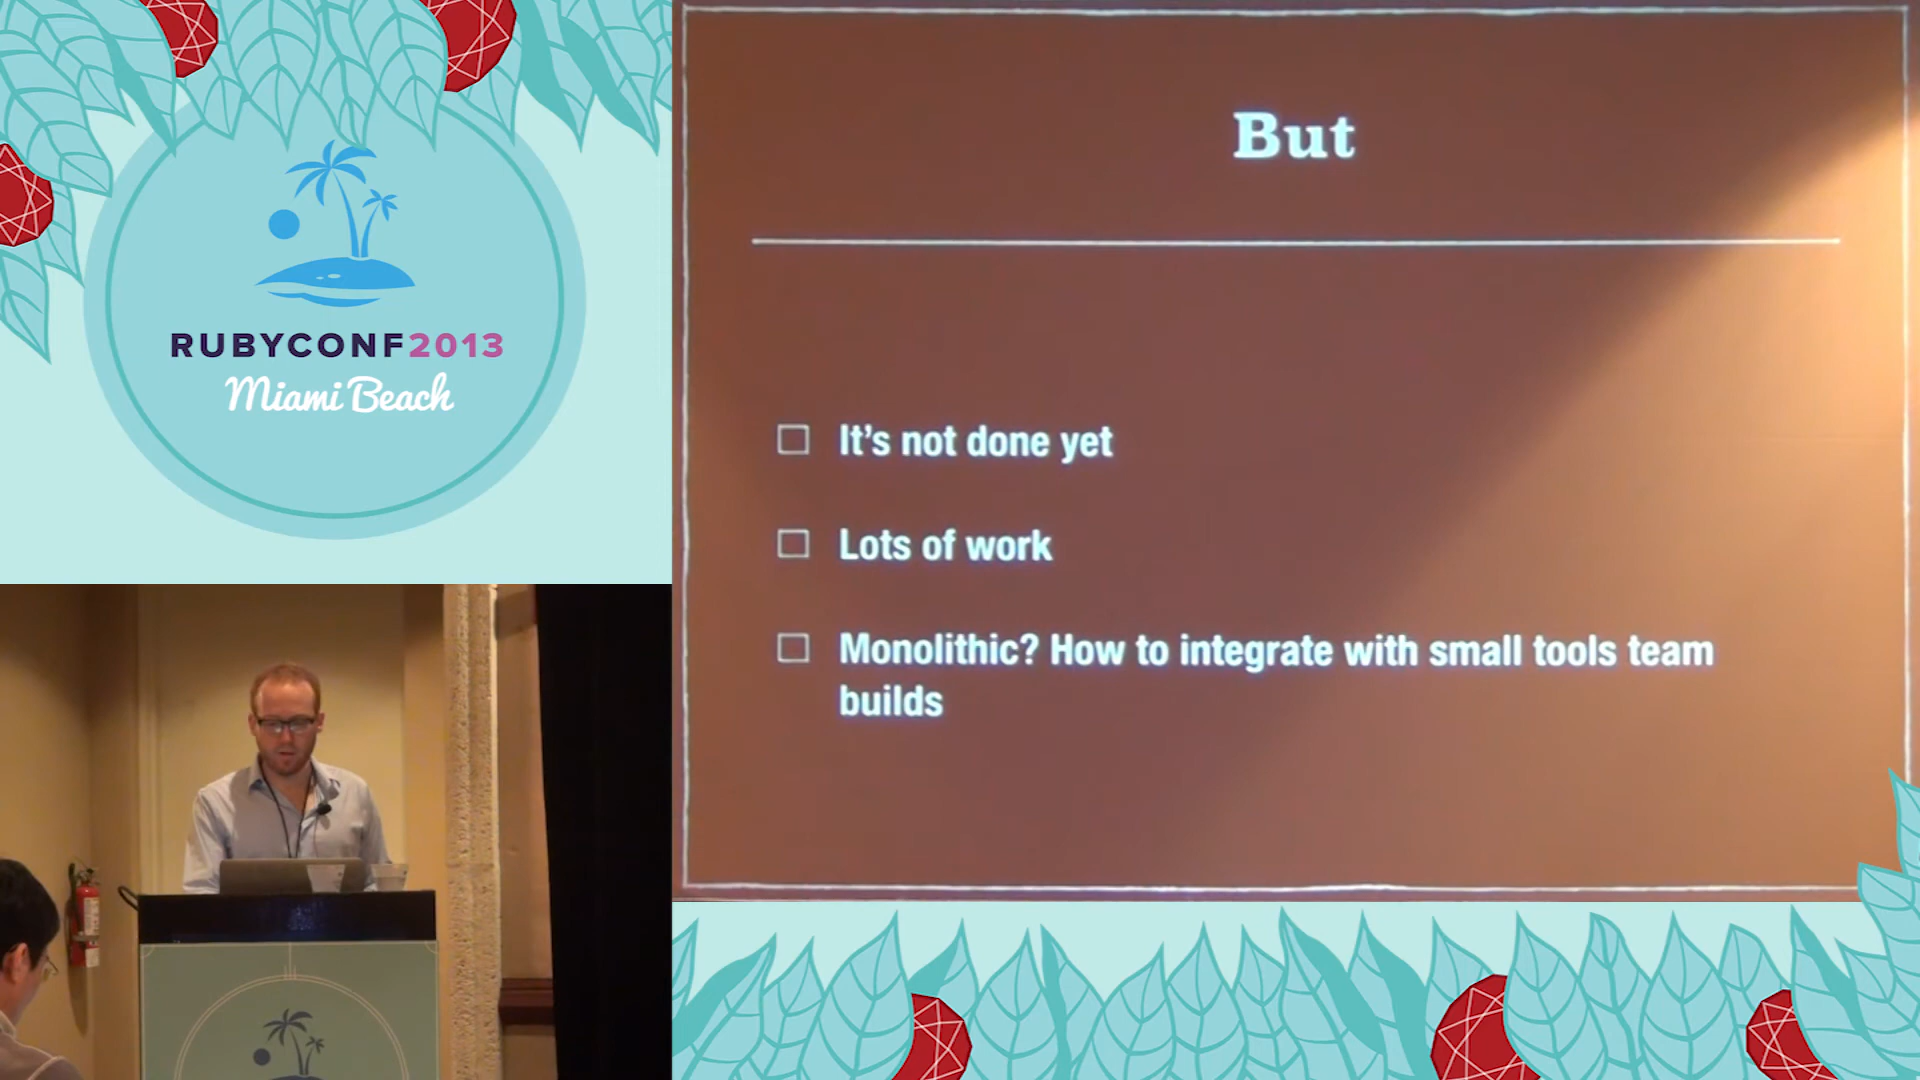 RUBYCONF2013
Miami Beach
But
It's not done yet
Lots of work
Monolithic? How to integrate with small tools team
builds